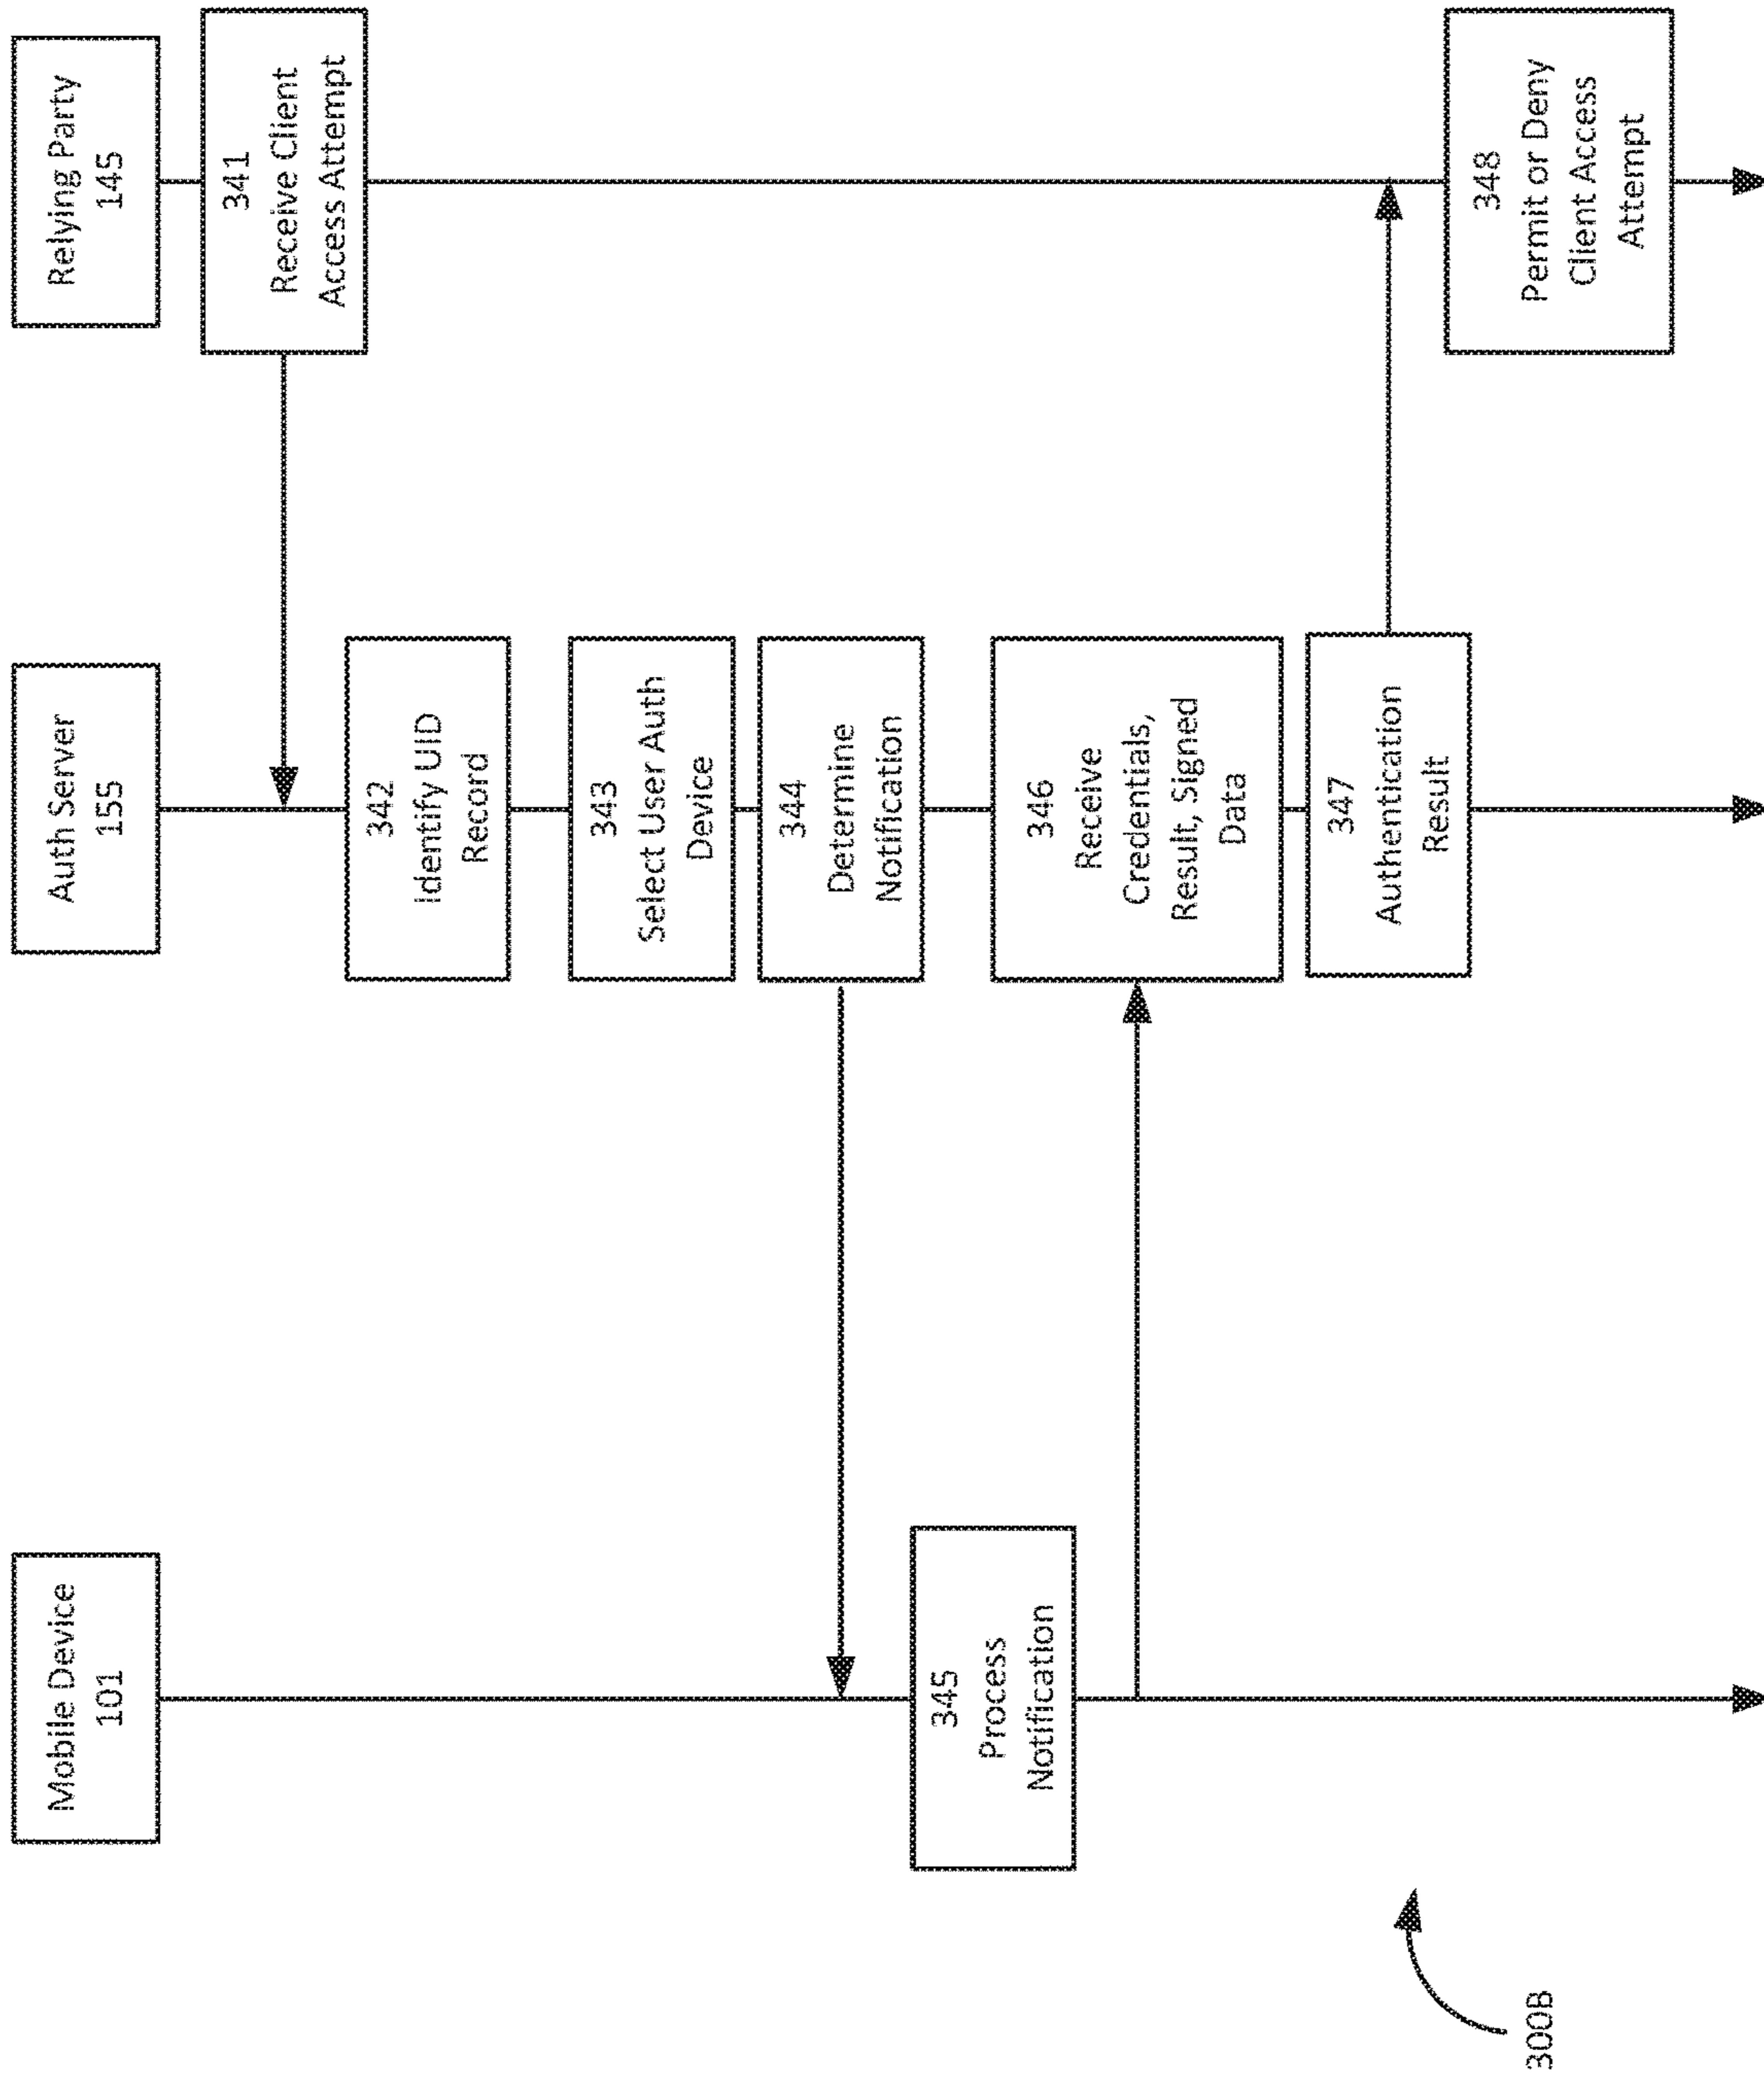 Mobile Device
101
Auth Server
155
Relying Party
145
341
Receive Client
Access Attempt
342
Identify UID
Record
343
Select User Auth
Device
344
Determine
Notification
345
Process
Notification
346
Receive
Credentials,
Result, Signed
Data
347
Authentication
Result
348
Permit or Deny
Client Access
Attempt
300B